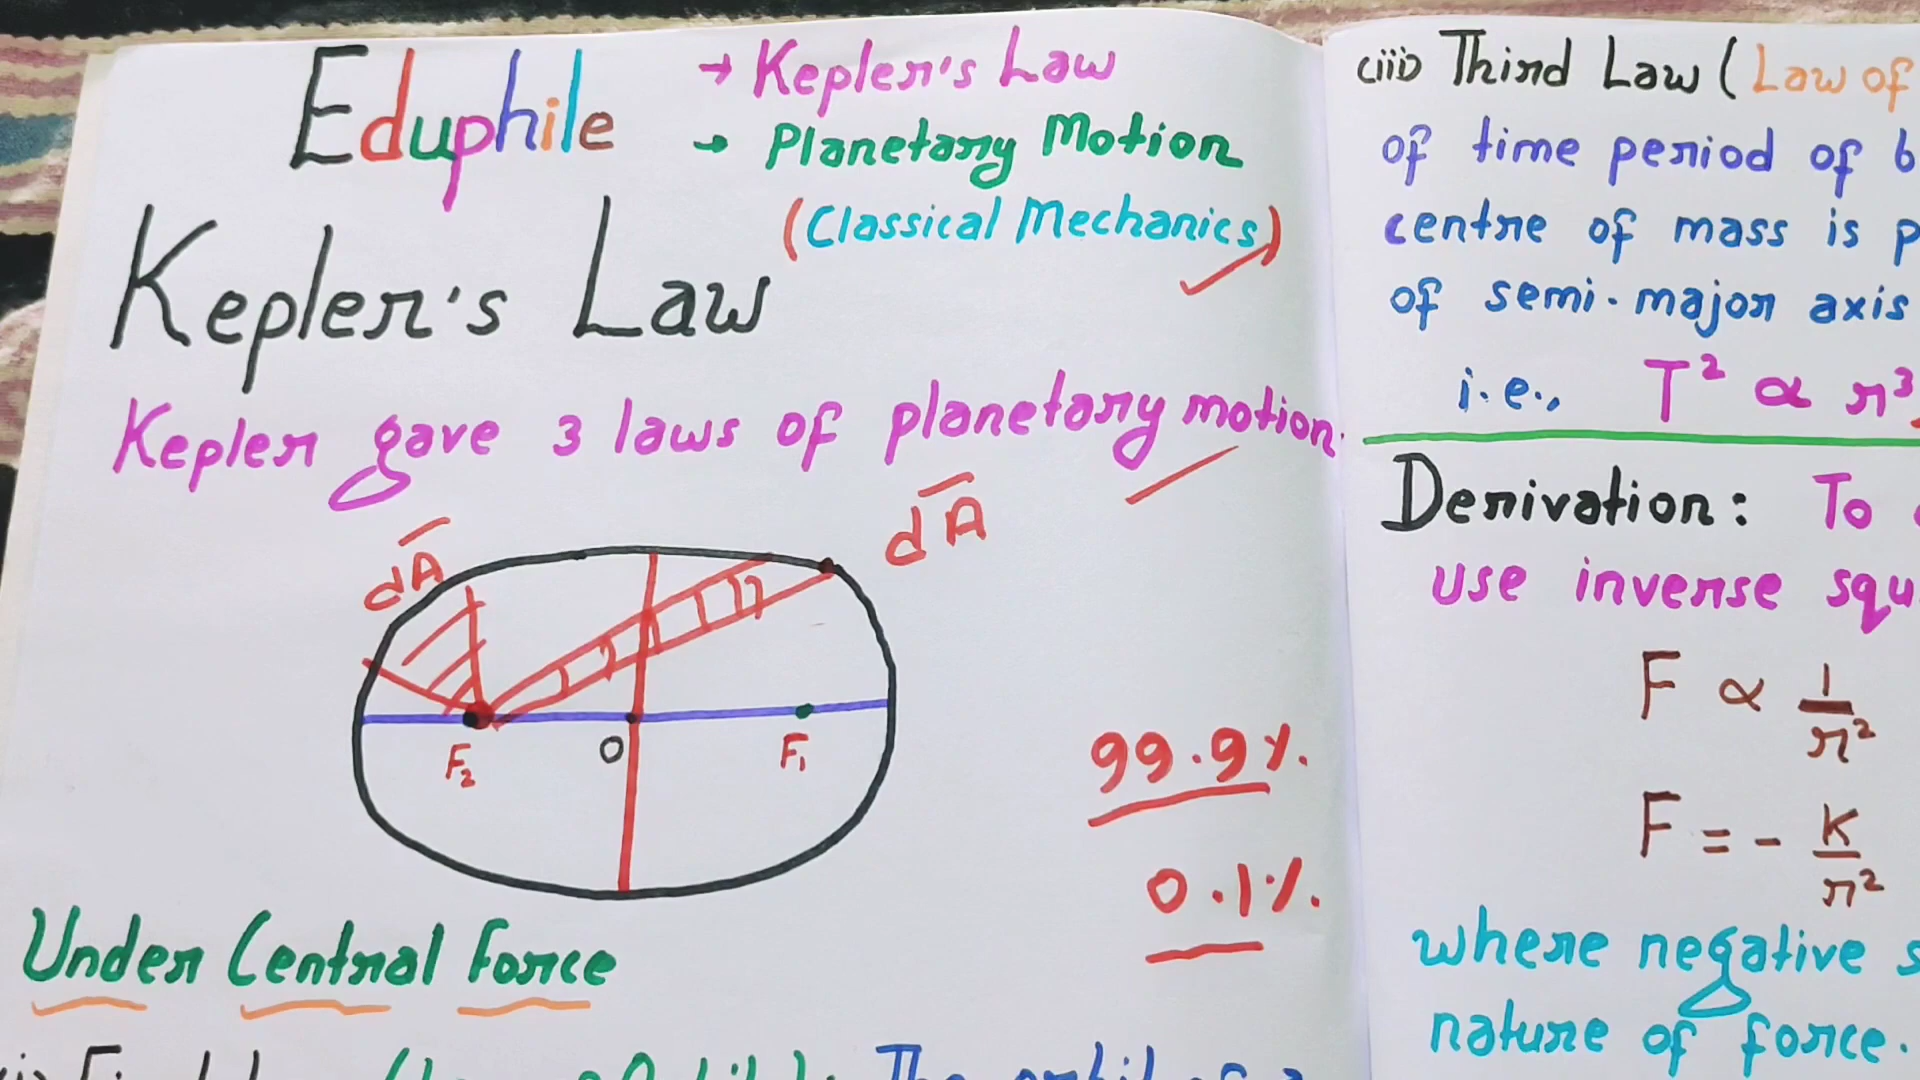 Eduphile
→ Kepler's Law
→ Planetary Motion
(Classical Mechanics)
Kepler's Law
Kepler gave 3 laws of planetary motion.
dA̅
dA̅
F₂
O
F₁
99.9%.
0.1%.
Under Central Force
(iii) Third Law (Law of
of time period of b
centre of mass is p
of semi-major axis
i.e., T² ∝ r³
Derivation: To
use inverse squ
F ∝ 1/r²
F = - K/r²
where negative s
nature of force.